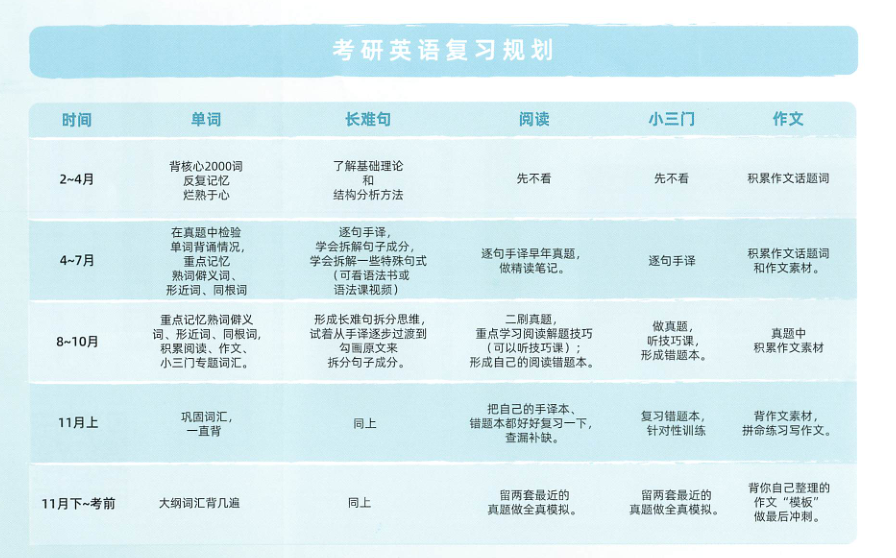 考研英语复习规划
时间 单词 长难句 阅读 小三门 作文
2~4月
背核心2000词
反复记忆
烂熟于心
了解基础理论
和
结构分析方法
先不看
先不看
积累作文话题词
4~7月
在真题中检验
单词背诵情况，
重点记忆
熟词僻义词、
形近词、同根词
逐句手译，
学会拆解句子成分，
学会拆解一些特殊句式
（可看语法书或
语法课视频）
逐句手译早年真题，
做精读笔记。
逐句手译
积累作文话题词
和作文素材。
8~10月
重点记忆熟词僻义
词、形近词、同根词，
积累阅读、作文、
小三门专题词汇。
形成长难句拆分思维，
试着从手译逐步过渡到
勾画原文来
拆分句子成分。
二刷真题，
重点学习阅读解题技巧
（可以听技巧课）；
形成自己的阅读错题本。
做真题，
听技巧课，
形成错题本。
真题中
积累作文素材
11月上
巩固词汇，
一直背
同上
把自己的手译本、
错题本都好好复习一下，
查漏补缺。
复习错题本，
针对性训练
背作文素材，
拼命练习写作文。
11月下~考前
大纲词汇背几遍
同上
留两套最近的
真题做全真模拟。
留两套最近的
真题做全真模拟。
背你自己整理的
作文“模板”
做最后冲刺。